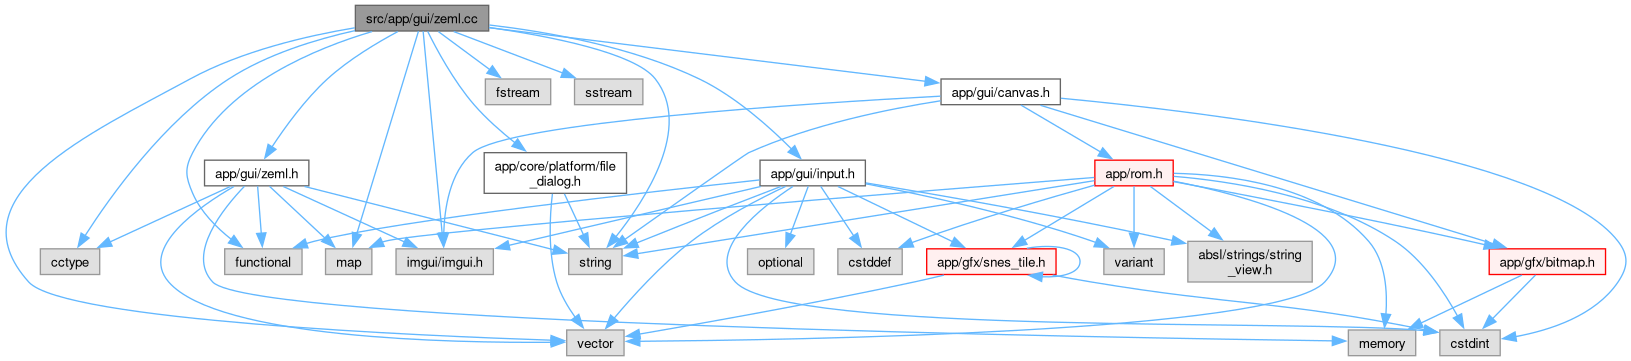 src/app/gui/zeml.cc
fstream
sstream
app/gui/canvas.h
app/gui/zeml.h
app/core/platform/file
_dialog.h
app/gui/input.h
app/rom.h
cctype
functional
map
imgui/imgui.h
string
optional
cstddef
app/gfx/snes_tile.h
variant
absl/strings/string
_view.h
app/gfx/bitmap.h
vector
memory
cstdint